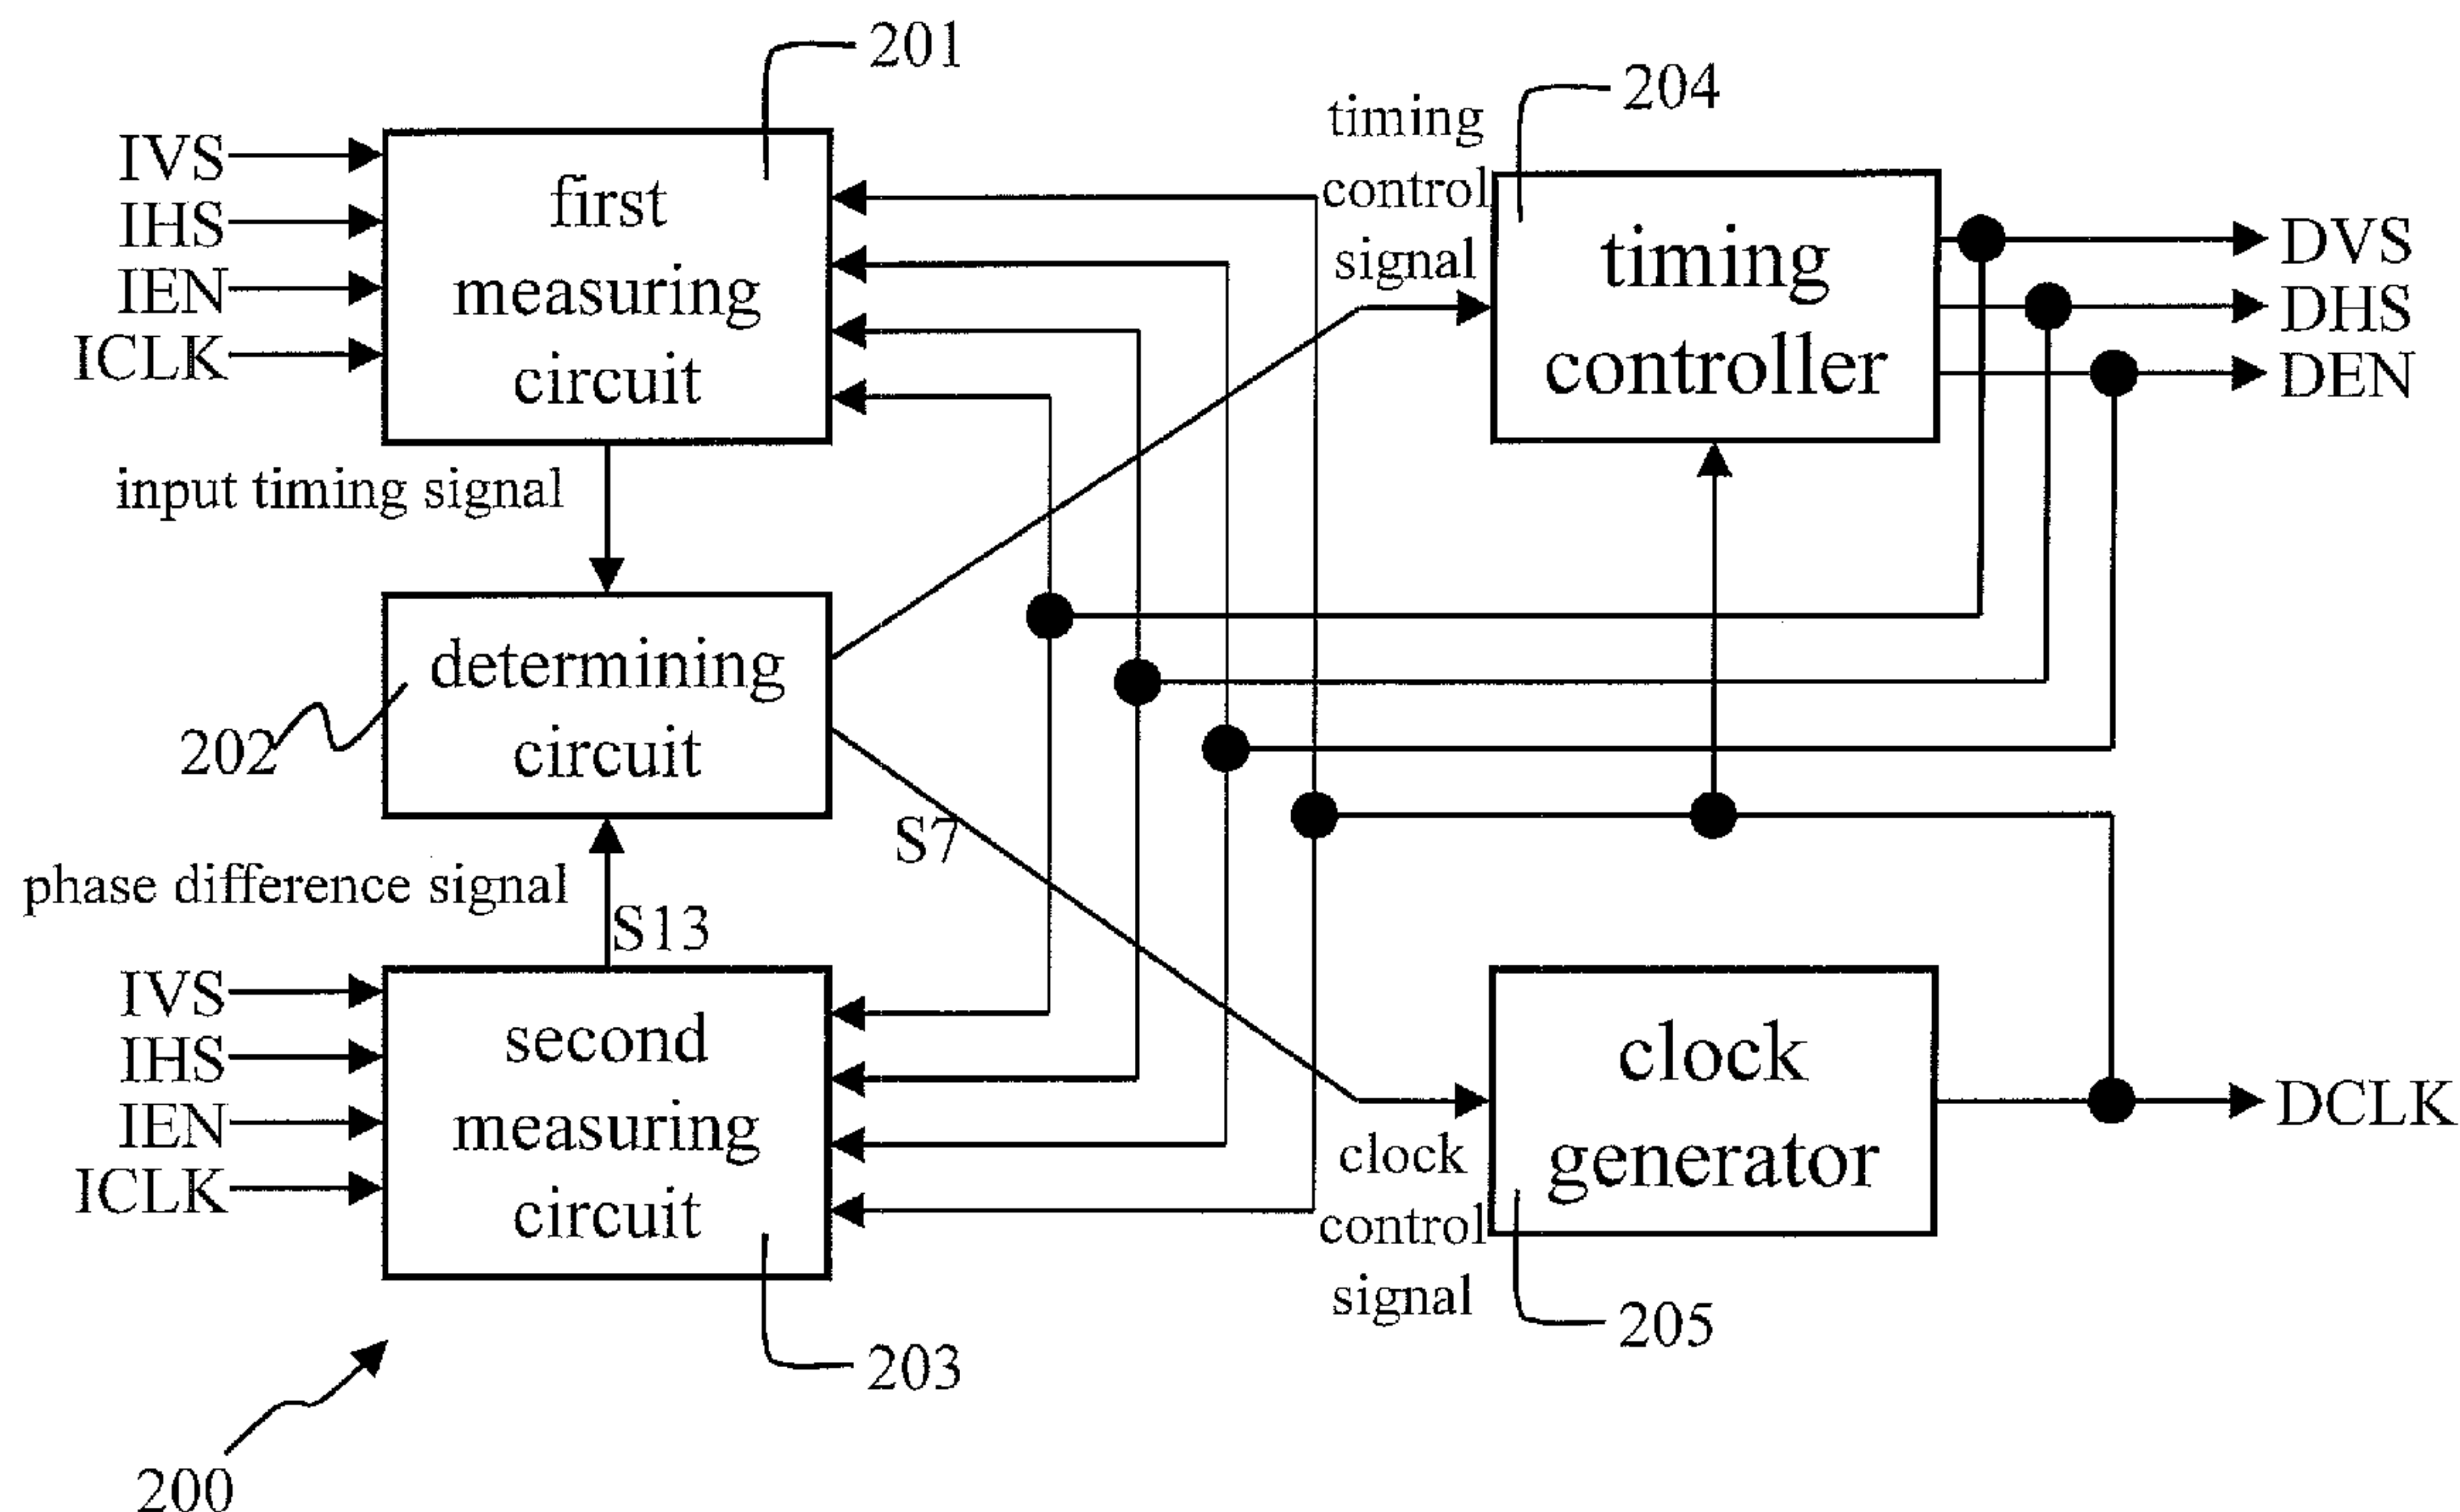 201
IVS
IHS
IEN
ICLK
first
measuring
circuit
timing
control
signal
204
timing
controller
DVS
DHS
DEN
input timing signal
determining
circuit
202
S7
phase difference signal
S13
IVS
IHS
IEN
ICLK
second
measuring
circuit
203
clock
control
signal
clock
generator
205
DCLK
200